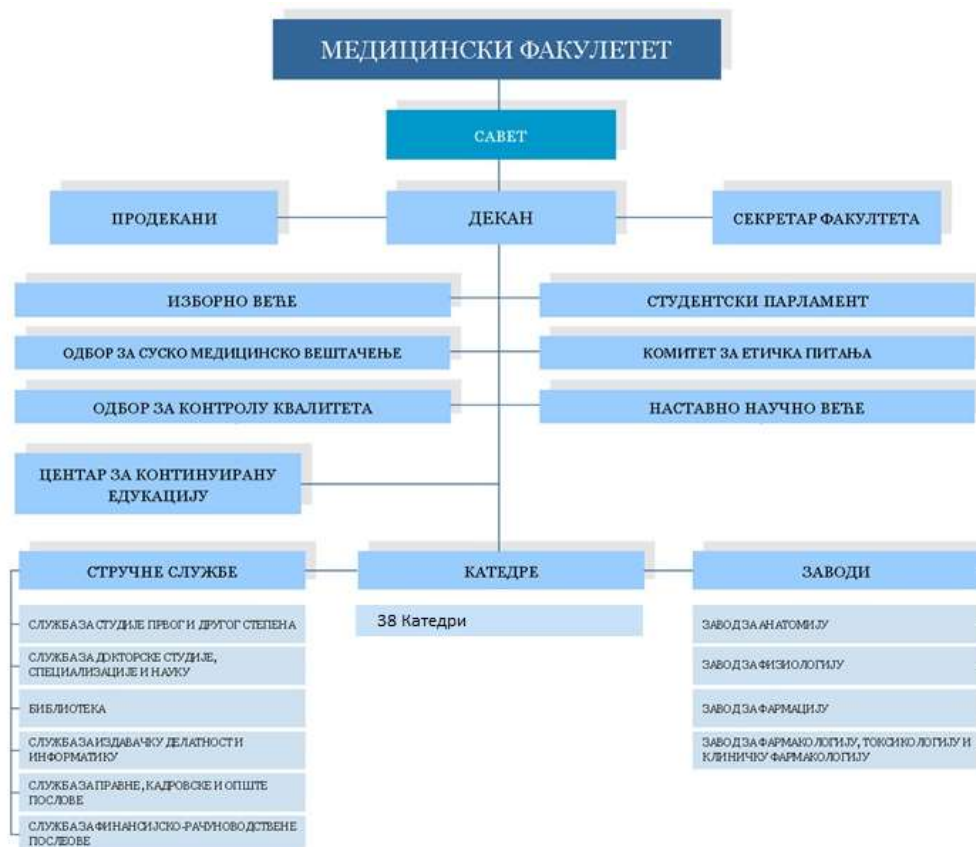 МЕДИЦИНСКИ ФАКУЛЕТЕТ
САВЕТ
ПРОДЕКАНИ
ДЕКАН
СЕКРЕТАР ФАКУЛТЕТА
ИЗБОРНО ВЕЋЕ
СТУДЕНТСКИ ПАРЛАМЕНТ
ОДБОР ЗА СУСКО МЕДИЦИНСКО ВЕШТАЧЕЊЕ
КОМИТЕТ ЗА ЕТИЧКА ПИТАЊА
ОДБОР ЗА КОНТРОЛУ КВАЛИТЕТА
НАСТАВНО НАУЧНО ВЕЋЕ
ЦЕНТАР ЗА КОНТИНУИРАНУ
ЕДУКАЦИЈУ
СТРУЧНЕ СЛУЖБЕ
СЛУЖБА ЗА СТУДИЈЕ ПРВОГ И ДРУГОГ СТЕПЕНА
СЛУЖБА ЗА ДОКТОРСКЕ СТУДИЈЕ,
СПЕЦИЈАЛИЗАЦИЈЕ И НАУКУ
БИБЛИОТЕКА
СЛУЖБА ЗА ИЗДАВАЧКУ ДЕЛАТНОСТ И
ИНФОРМАТИКУ
СЛУЖБА ЗА ПРАВНЕ, КАДРОВСКЕ И ОПШТЕ
ПОСЛОВЕ
СЛУЖБА ЗА ФИНАНСИЈСКО-РАЧУНОВОДСТВЕНЕ
ПОСЛЕОВЕ
КАТЕДРЕ
38 Катедри
ЗАВОДИ
ЗАВОД ЗА АНАТОМИЈУ
ЗАВОД ЗА ФИЗИОЛОГИЈУ
ЗАВОД ЗА ФАРМАЦИЈУ
ЗАВОД ЗА ФАРМАКОЛОГИЈУ, ТОКСИКОЛОГИЈУ И
КЛИНИЧКУ ФАРМАКОЛОГИЈУ